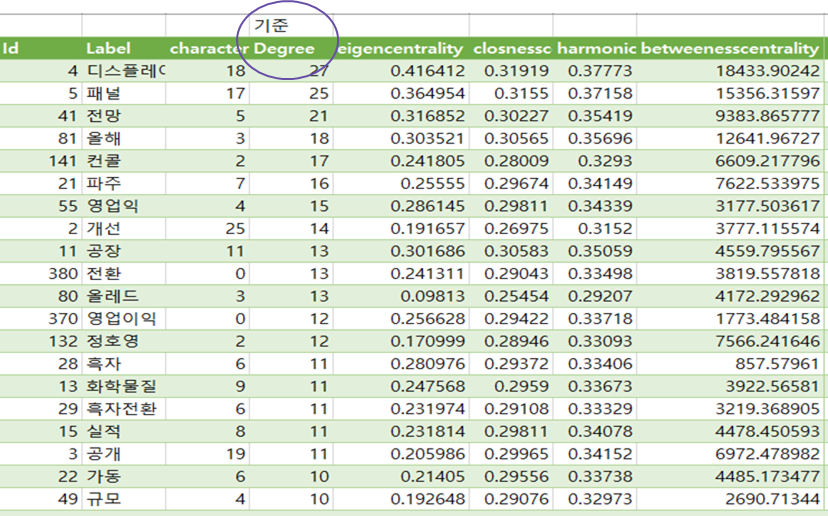 기준
Id Label character Degree eigencentrality closnessc harmonic betweenesscentrality
4 디스플레 18 27 0.416412 0.31919 0.37773 18433.90242
5 패널 17 25 0.364954 0.3155 0.37158 15356.31597
41 전망 5 21 0.316852 0.30227 0.35419 9383.865777
81 올해 3 18 0.303521 0.30565 0.35696 12641.96727
141 컨콜 2 17 0.241805 0.28009 0.3293 6609.217796
21 파주 7 16 0.25555 0.29674 0.34149 7622.533975
55 영업익 4 15 0.286145 0.29811 0.34339 3177.503617
2 개선 25 14 0.191657 0.26975 0.3152 3777.115574
11 공장 11 13 0.301686 0.30583 0.35059 4559.795567
380 전환 0 13 0.241311 0.29043 0.33498 3819.557818
80 올레드 3 13 0.09813 0.25454 0.29207 4172.292962
370 영업이익 0 12 0.256628 0.29422 0.33718 1773.484158
132 정호영 2 12 0.170999 0.28946 0.33093 7566.241646
28 흑자 6 11 0.280976 0.29372 0.33406 857.57961
13 화학물질 9 11 0.247568 0.2959 0.33673 3922.56581
29 흑자전환 6 11 0.231974 0.29108 0.33329 3219.368905
15 실적 8 11 0.231814 0.29811 0.34078 4478.450593
3 공개 19 11 0.205986 0.29965 0.34152 6972.478982
22 가동 6 10 0.21405 0.29556 0.33738 4485.173477
49 규모 4 10 0.192648 0.29076 0.32973 2690.71344